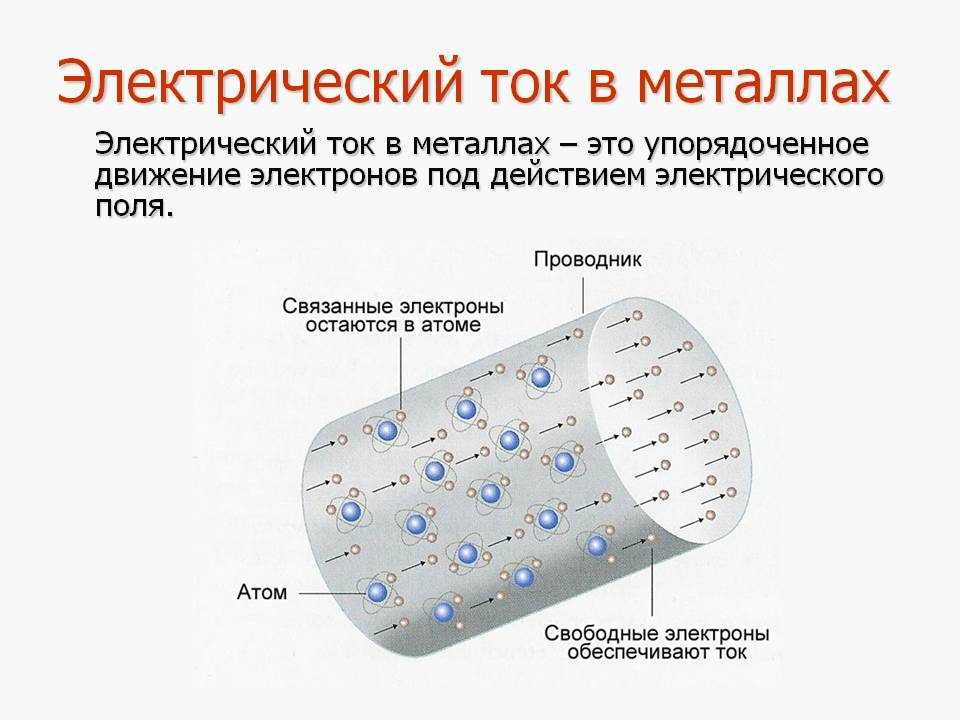 Электрический ток в металлах
Электрический ток в металлах – это упорядоченное
движение электронов под действием электрического
поля.
Проводник
Связанные электроны
остаются в атоме
Атом
Свободные электроны
обеспечивают ток